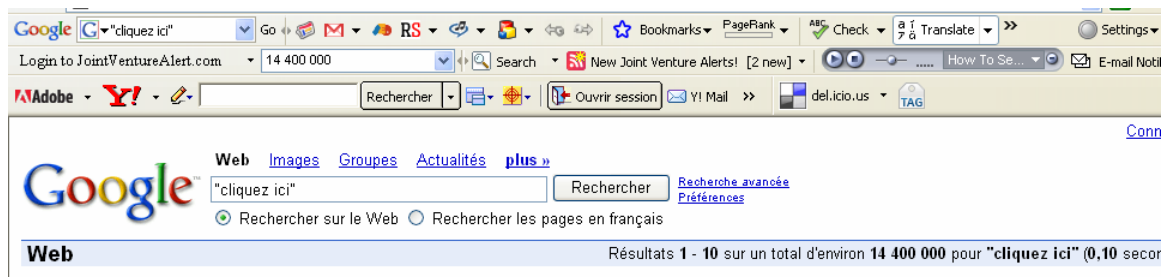 Google G "cliquez ici" Go RS Bookmarks PageRank ABC Check Translate » Settings
Login to JointVentureAlert.com 14 400 000 Search New Joint Venture Alerts! [2 new] ..... How To Se... E-mail Noti
Adobe Y! Rechercher Ouvrir session Y! Mail » del.icio.us TAG
Conn
Web Images Groupes Actualités plus »
Google "cliquez ici" Rechercher Recherche avancée
Préférences
Rechercher sur le Web Rechercher les pages en français
Web Résultats 1 - 10 sur un total d'environ 14 400 000 pour "cliquez ici" (0,10 secon